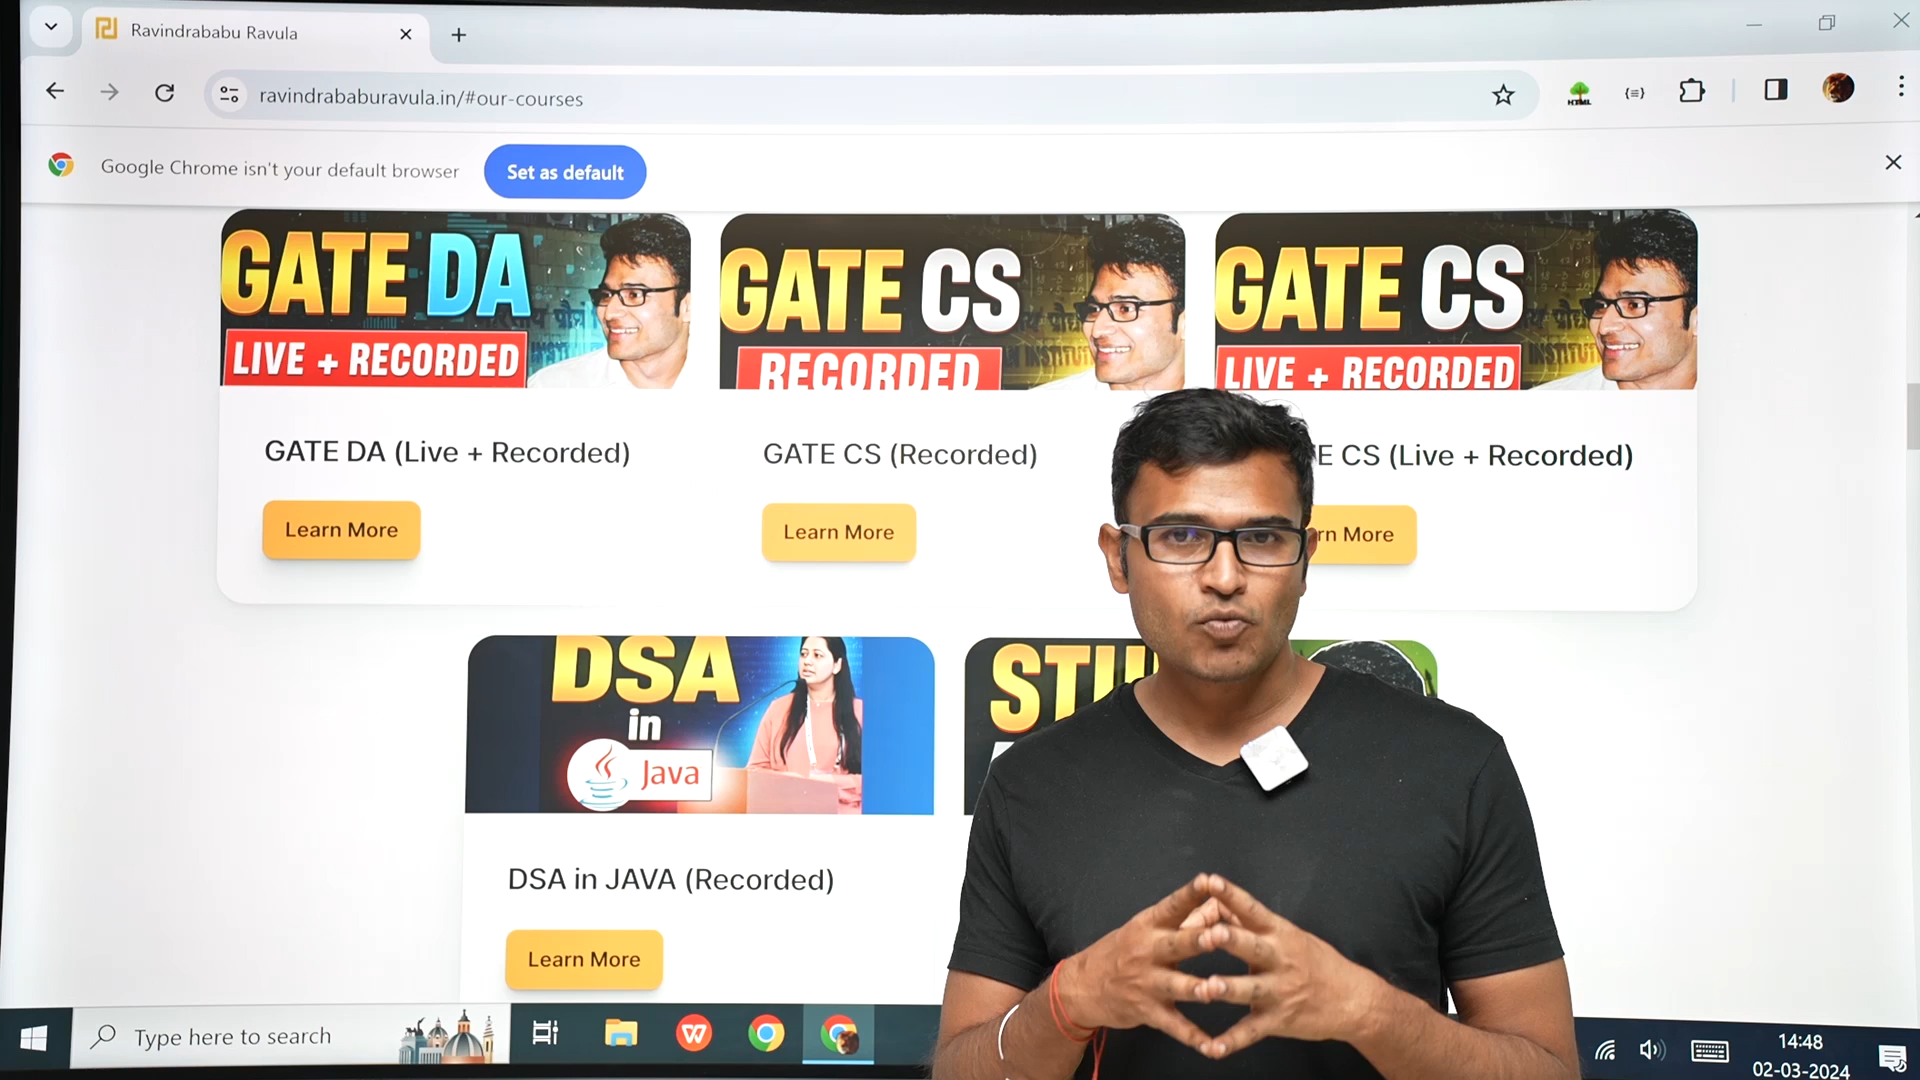 Ravindrababu Ravula
ravindrababuravula.in/#our-courses
HTML
Google Chrome isn't your default browser
Set as default
GATE DA
LIVE + RECORDED
GATE CS
RECORDED
GATE CS
LIVE + RECORDED
GATE DA (Live + Recorded)
GATE CS (Recorded)
E CS (Live + Recorded)
Learn More
Learn More
rn More
DSA
in
Java
STU
DSA in JAVA (Recorded)
Learn More
Type here to search
14:48
02-03-2024